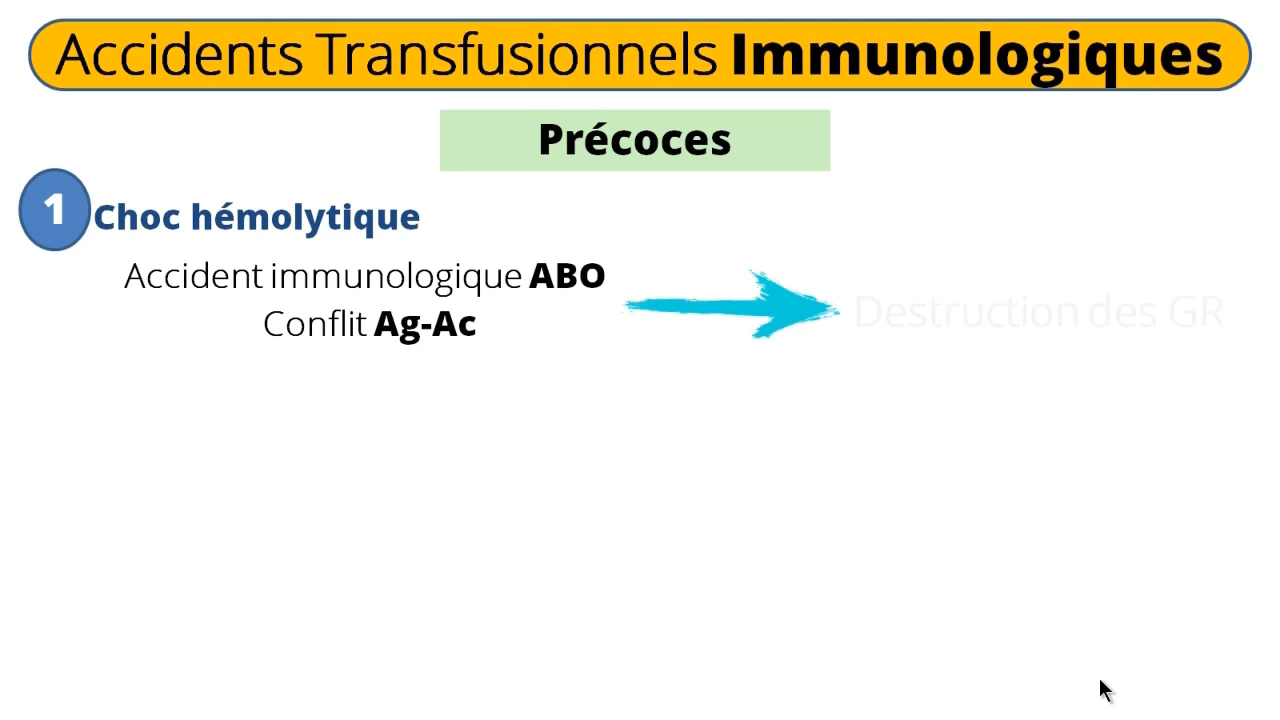 Accidents Transfusionnels Immunologiques
Précoces
1
Choc hémolytique
Accident immunologique ABO
Conflit Ag-Ac
Destruction des GR